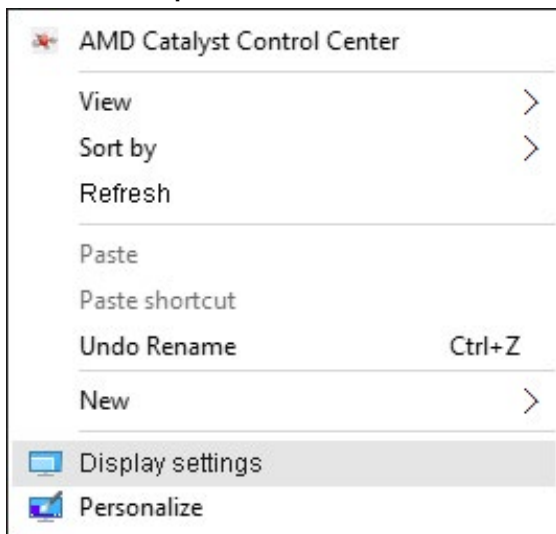 AMD Catalyst Control Center
View
Sort by
Refresh
Paste
Paste shortcut
Undo Rename Ctrl+Z
New
Display settings
Personalize